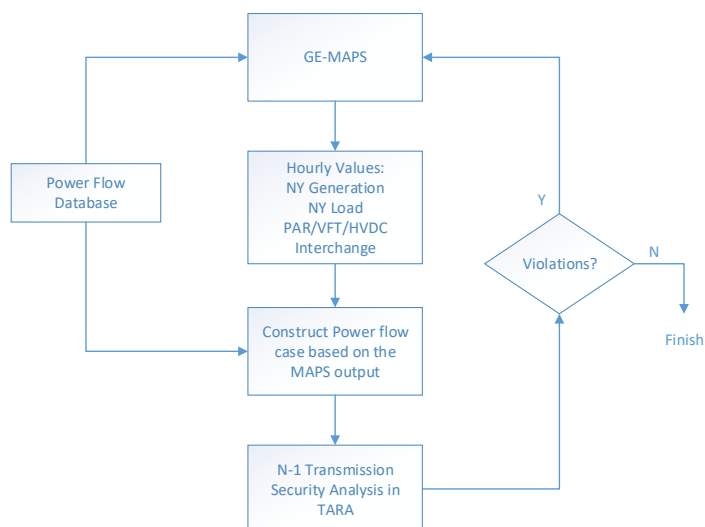 GE-MAPS
Power Flow
Database
Hourly Values:
NY Generation
NY Load
PAR/VFT/HVDC
Interchange
Y
Violations?
N
Finish
Construct Power flow
case based on the
MAPS output
N-1 Transmission
Security Analysis in
TARA